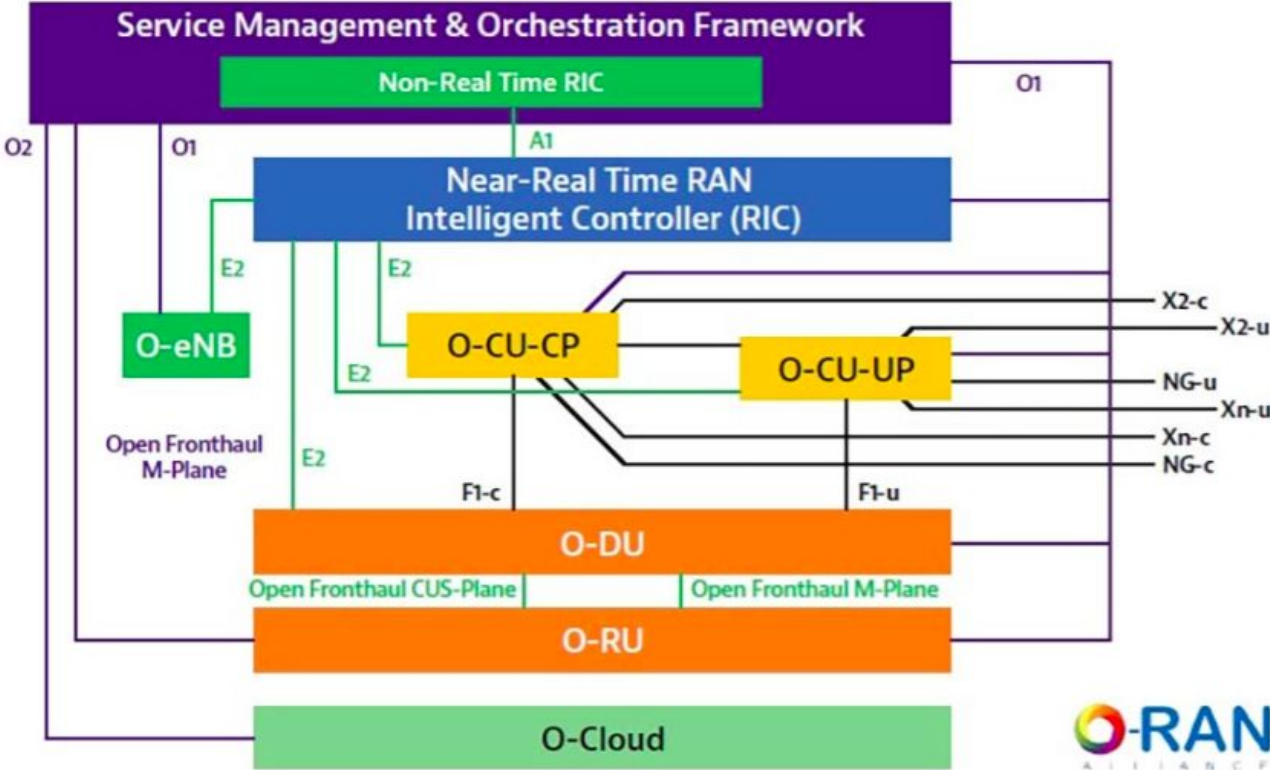 Service Management & Orchestration Framework
Non-Real Time RIC
O1
O2
O1
A1
Near-Real Time RAN
Intelligent Controller (RIC)
E2
E2
X2-c
O-eNB
O-CU-CP
X2-u
O-CU-UP
E2
NG-u
Xn-u
Open Fronthaul
M-Plane
Xn-c
E2
NG-c
F1-c
F1-u
O-DU
Open Fronthaul CUS-Plane
Open Fronthaul M-Plane
O-RU
O-Cloud
O-RAN
ALLIANCE